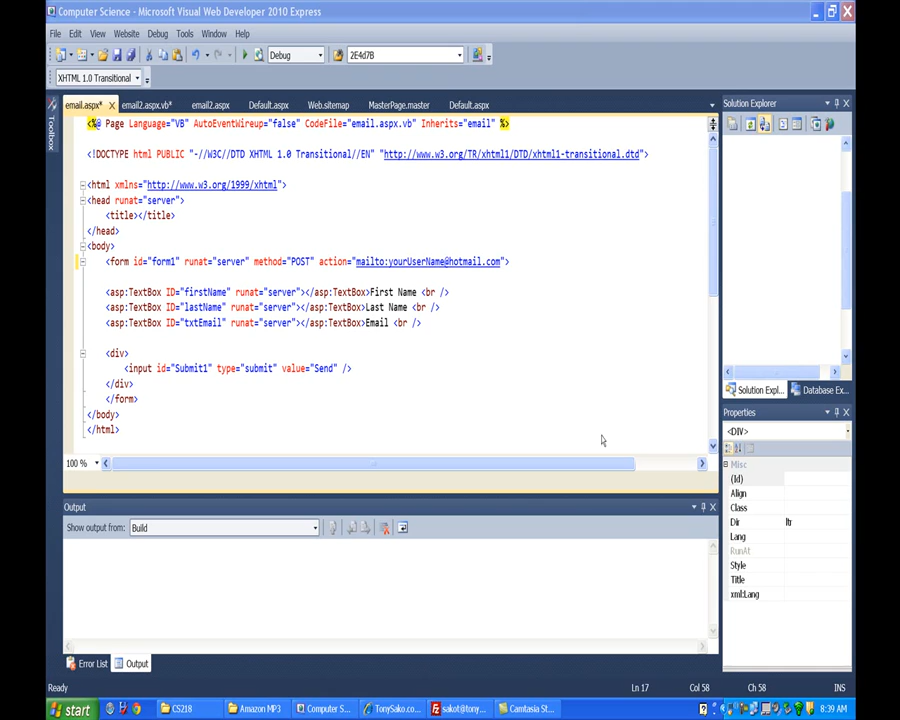 Computer Science - Microsoft Visual Web Developer 2010 Express
File Edit View Website Debug Tools Window Help
Debug 2E4d7B
XHTML 1.0 Transitional
email.aspx* email2.aspx.vb* email2.aspx Default.aspx Web.sitemap MasterPage.master Default.aspx
Toolbox
<%@ Page Language="VB" AutoEventWireup="false" CodeFile="email.aspx.vb" Inherits="email" %>
<!DOCTYPE html PUBLIC "-//W3C//DTD XHTML 1.0 Transitional//EN" "http://www.w3.org/TR/xhtml1/DTD/xhtml1-transitional.dtd">
<html xmlns="http://www.w3.org/1999/xhtml">
<head runat="server">
<title></title>
</head>
<body>
<form id="form1" runat="server" method="POST" action="mailto:yourUserName@hotmail.com">
<asp:TextBox ID="firstName" runat="server"></asp:TextBox>First Name <br />
<asp:TextBox ID="lastName" runat="server"></asp:TextBox>Last Name <br />
<asp:TextBox ID="txtEmail" runat="server"></asp:TextBox>Email <br />
<div>
<input id="Submit1" type="submit" value="Send" />
</div>
</form>
</body>
</html>
100 %
Solution Explorer
Solution Expl... Database Ex...
Properties
<DIV>
Misc
(Id)
Align
Class
Dir ltr
Lang
RunAt
Style
Title
xml:Lang
Output
Show output from: Build
Error List Output
Ready Ln 17 Col 58 Ch 58 INS
start CS218 Amazon MP3 Computer S... TonySako.co... sakot@tony... Camtasia St... 8:39 AM